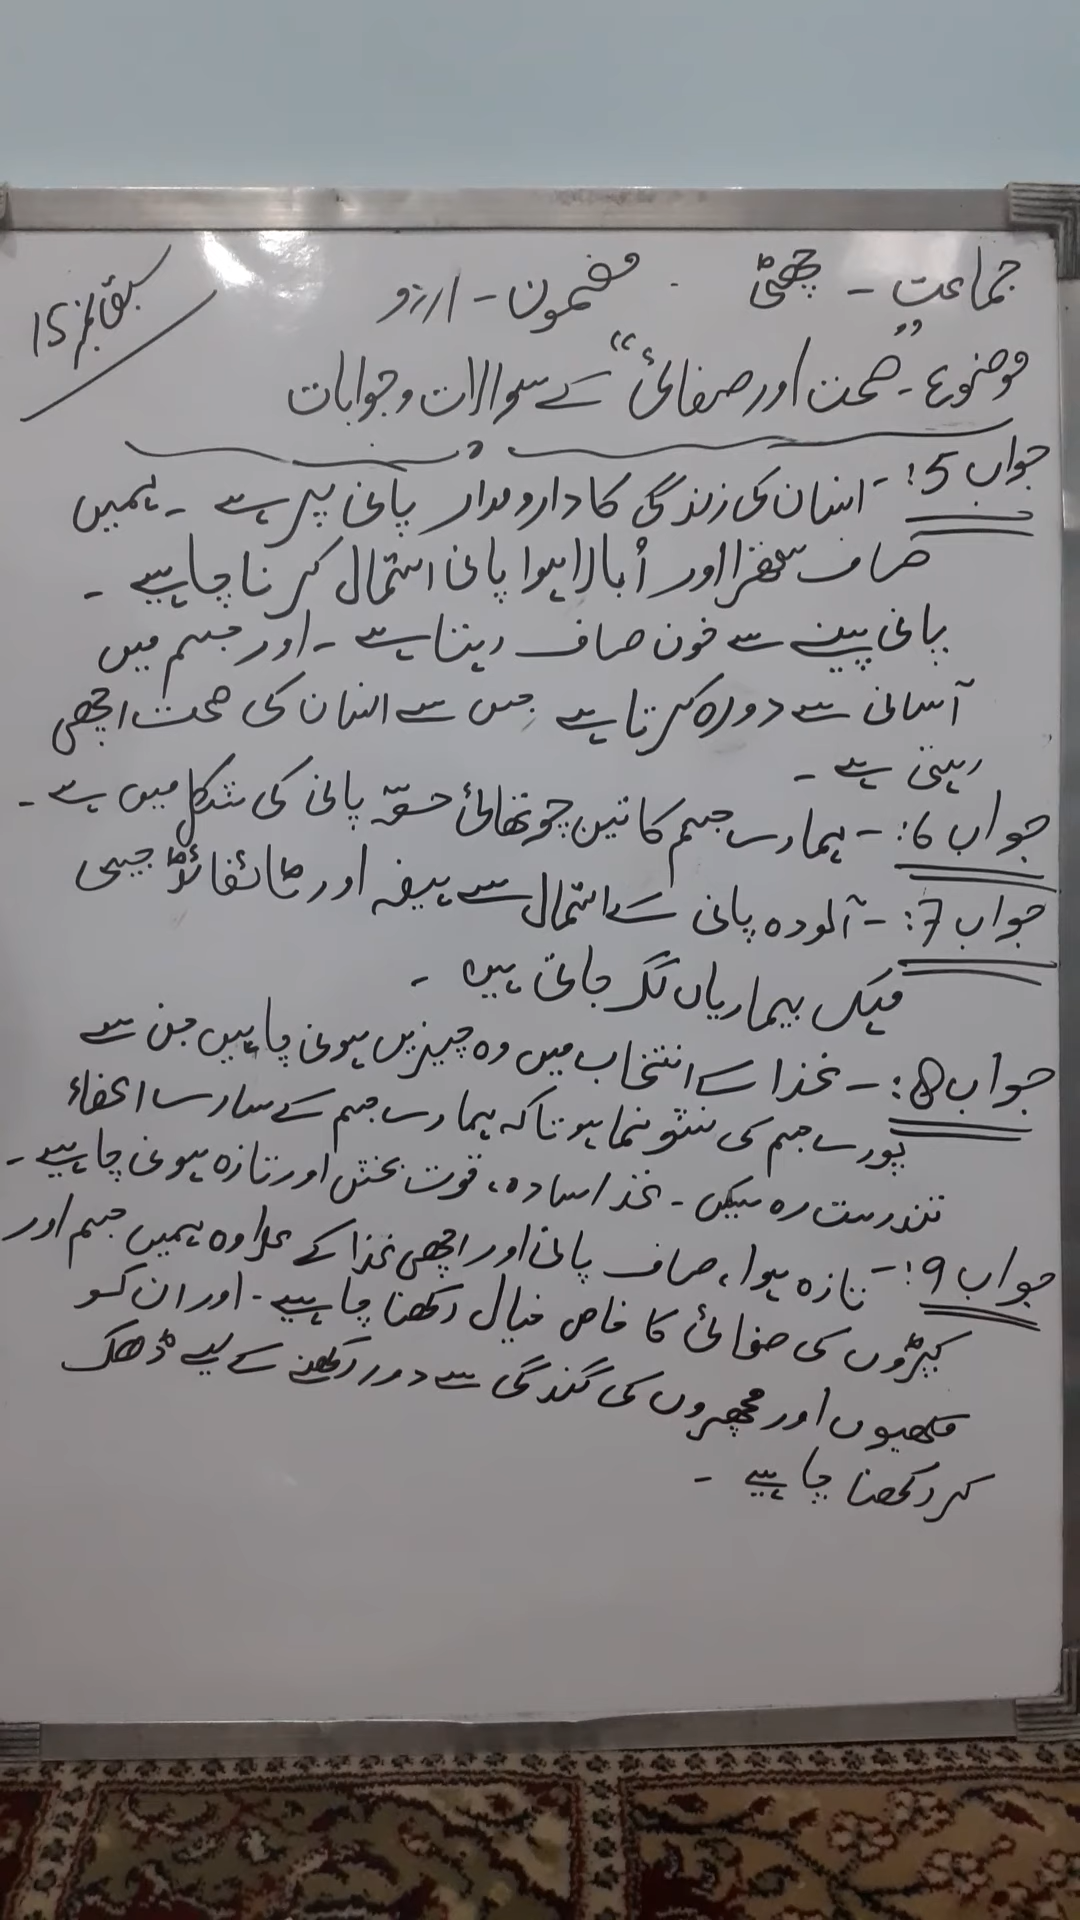 جماعت - چھٹی . مضمون - اردو
سبق نمبر 15
موضوع - "صحت اور صفائی" کے سوالات و جوابات
جواب 5: - انسان کی زندگی کا دارومدار پانی پر ہے ۔ ہمیں
صاف ستھرا اور اُبالا ہوا پانی استمال کرنا چاہیے ۔
پانی پینے سے خون صاف رہتا ہے ۔ اور جسم میں
آسانی سے دورہ کرتا ہے جس سے انسان کی صحت اچھی
رہتی ہے ۔
جواب 6: - ہمارے جسم کا تین چوتھائی حصّہ پانی کی شکل میں ہے ۔
جواب 7: - آلودہ پانی کے استمال سے ہیضہ اور ٹائفائڈ جیسی
بیماریاں لگ جاتی ہیں ۔
جواب 8: - غذا کے انتخاب میں وہ چیزیں ہونی چاہیں جن سے
پورے جسم کی نشوونما ہو تاکہ ہمارے جسم کے سارے اعضاء
تندرست رہ سکیں ۔ غذا سادہ، قوت بخش اور تازہ ہونی چاہیے ۔
جواب 9: - تازہ ہوا، صاف پانی اور اچھی غذا کے علاوہ ہمیں جسم اور
کپڑوں کی صفائی کا خاص خیال رکھنا چاہیے ۔ اور ان کو
مکھیوں اور مچھروں کی گندگی سے دور رکھنے کے لیے ڈھک
کر رکھنا چاہیے ۔